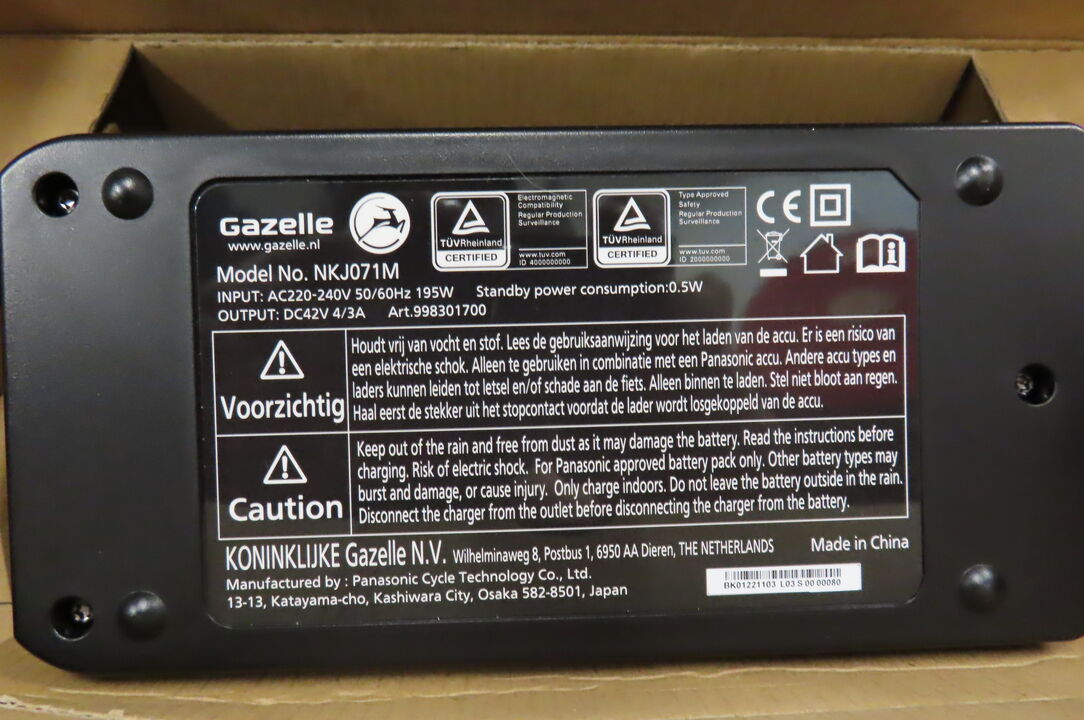 Gazelle
www.gazelle.nl
TÜVRheinland
CERTIFIED
Electromagnetic
Compatibility
Regular Production
Surveillance
www.tuv.com
ID 4000000000
TÜVRheinland
CERTIFIED
Type Approved
Safety
Regular Production
Surveillance
www.tuv.com
ID 2000000000
CE
Model No. NKJ071M
INPUT: AC220-240V 50/60Hz 195W Standby power consumption:0.5W
OUTPUT: DC42V 4/3A Art.998301700
Voorzichtig
Houdt vrij van vocht en stof. Lees de gebruiksaanwijzing voor het laden van de accu. Er is een risico van
een elektrische schok. Alleen te gebruiken in combinatie met een Panasonic accu. Andere accu types en
laders kunnen leiden tot letsel en/of schade aan de fiets. Alleen binnen te laden. Stel niet bloot aan regen.
Haal eerst de stekker uit het stopcontact voordat de lader wordt losgekoppeld van de accu.
Caution
Keep out of the rain and free from dust as it may damage the battery. Read the instructions before
charging. Risk of electric shock. For Panasonic approved battery pack only. Other battery types may
burst and damage, or cause injury. Only charge indoors. Do not leave the battery outside in the rain.
Disconnect the charger from the outlet before disconnecting the charger from the battery.
KONINKLIJKE Gazelle N.V. Wilhelminaweg 8, Postbus 1, 6950 AA Dieren, THE NETHERLANDS Made in China
Manufactured by : Panasonic Cycle Technology Co., Ltd.
13-13, Katayama-cho, Kashiwara City, Osaka 582-8501, Japan
BK01221103 L03 S 00 00080